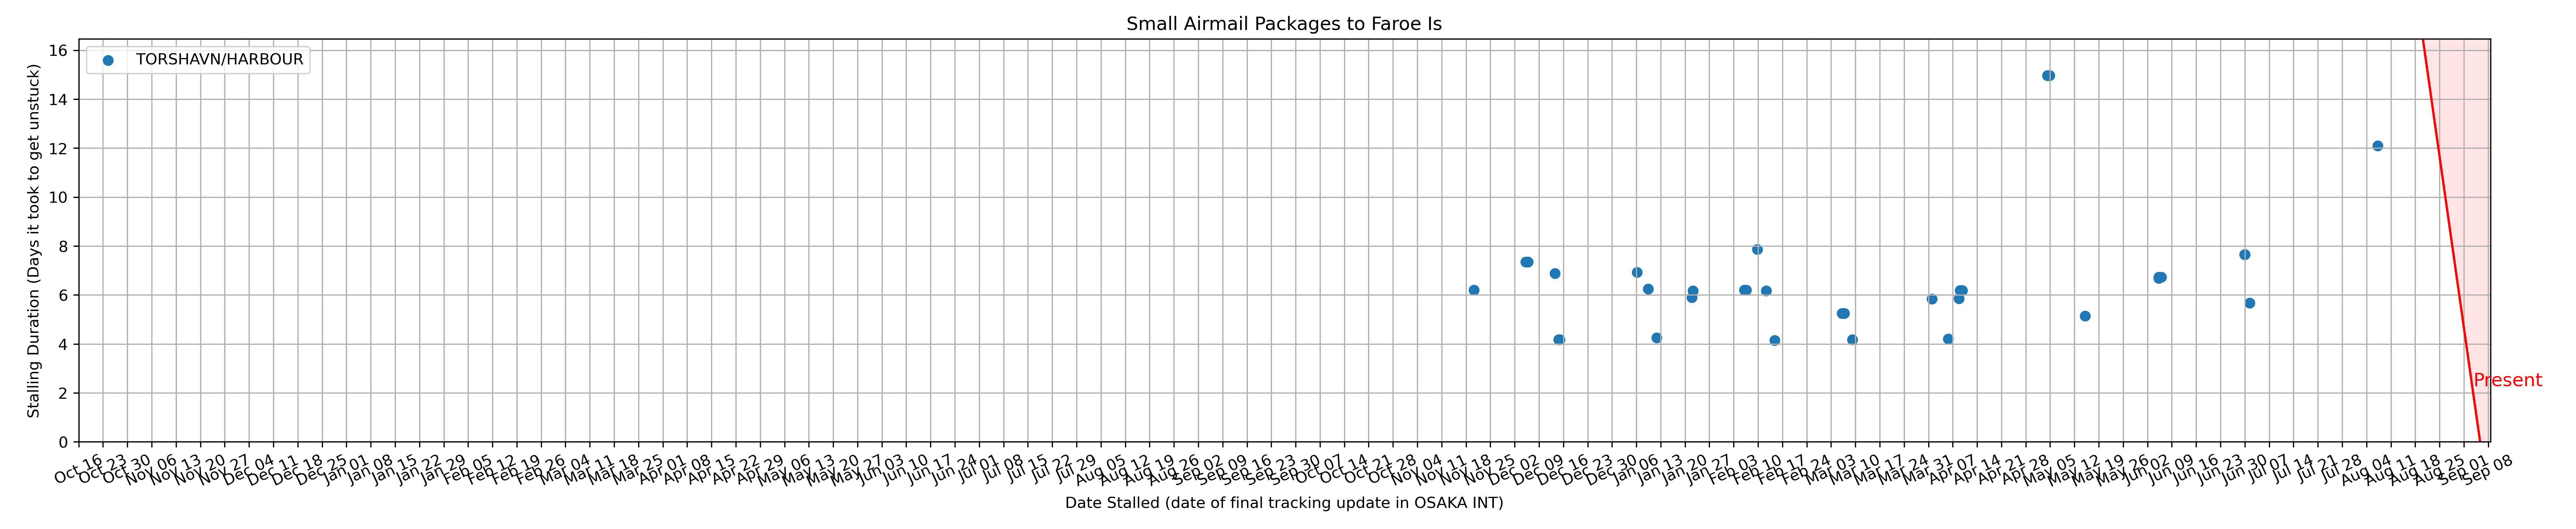 Small Airmail Packages to Faroe Is
TORSHAVN/HARBOUR
Stalling Duration (Days it took to get unstuck)
16
14
12
10
8
6
4
2
0
Present
Oct 16 Oct 23 Oct 30 Nov 06 Nov 13 Nov 20 Nov 27 Dec 04 Dec 11 Dec 18 Dec 25 Jan 01 Jan 08 Jan 15 Jan 22 Jan 29 Feb 05 Feb 12 Feb 19 Feb 26 Mar 04 Mar 11 Mar 18 Mar 25 Apr 01 Apr 08 Apr 15 Apr 22 Apr 29 May 06 May 13 May 20 May 27 Jun 03 Jun 10 Jun 17 Jun 24 Jul 01 Jul 08 Jul 15 Jul 22 Jul 29 Aug 05 Aug 12 Aug 19 Aug 26 Sep 02 Sep 09 Sep 16 Sep 23 Sep 30 Oct 07 Oct 14 Oct 21 Oct 28 Nov 04 Nov 11 Nov 18 Nov 25 Dec 02 Dec 09 Dec 16 Dec 23 Dec 30 Jan 06 Jan 13 Jan 20 Jan 27 Feb 03 Feb 10 Feb 17 Feb 24 Mar 03 Mar 10 Mar 17 Mar 24 Mar 31 Apr 07 Apr 14 Apr 21 Apr 28 May 05 May 12 May 19 May 26 Jun 02 Jun 09 Jun 16 Jun 23 Jun 30 Jul 07 Jul 14 Jul 21 Jul 28 Aug 04 Aug 11 Aug 18 Aug 25 Sep 01 Sep 08
Date Stalled (date of final tracking update in OSAKA INT)